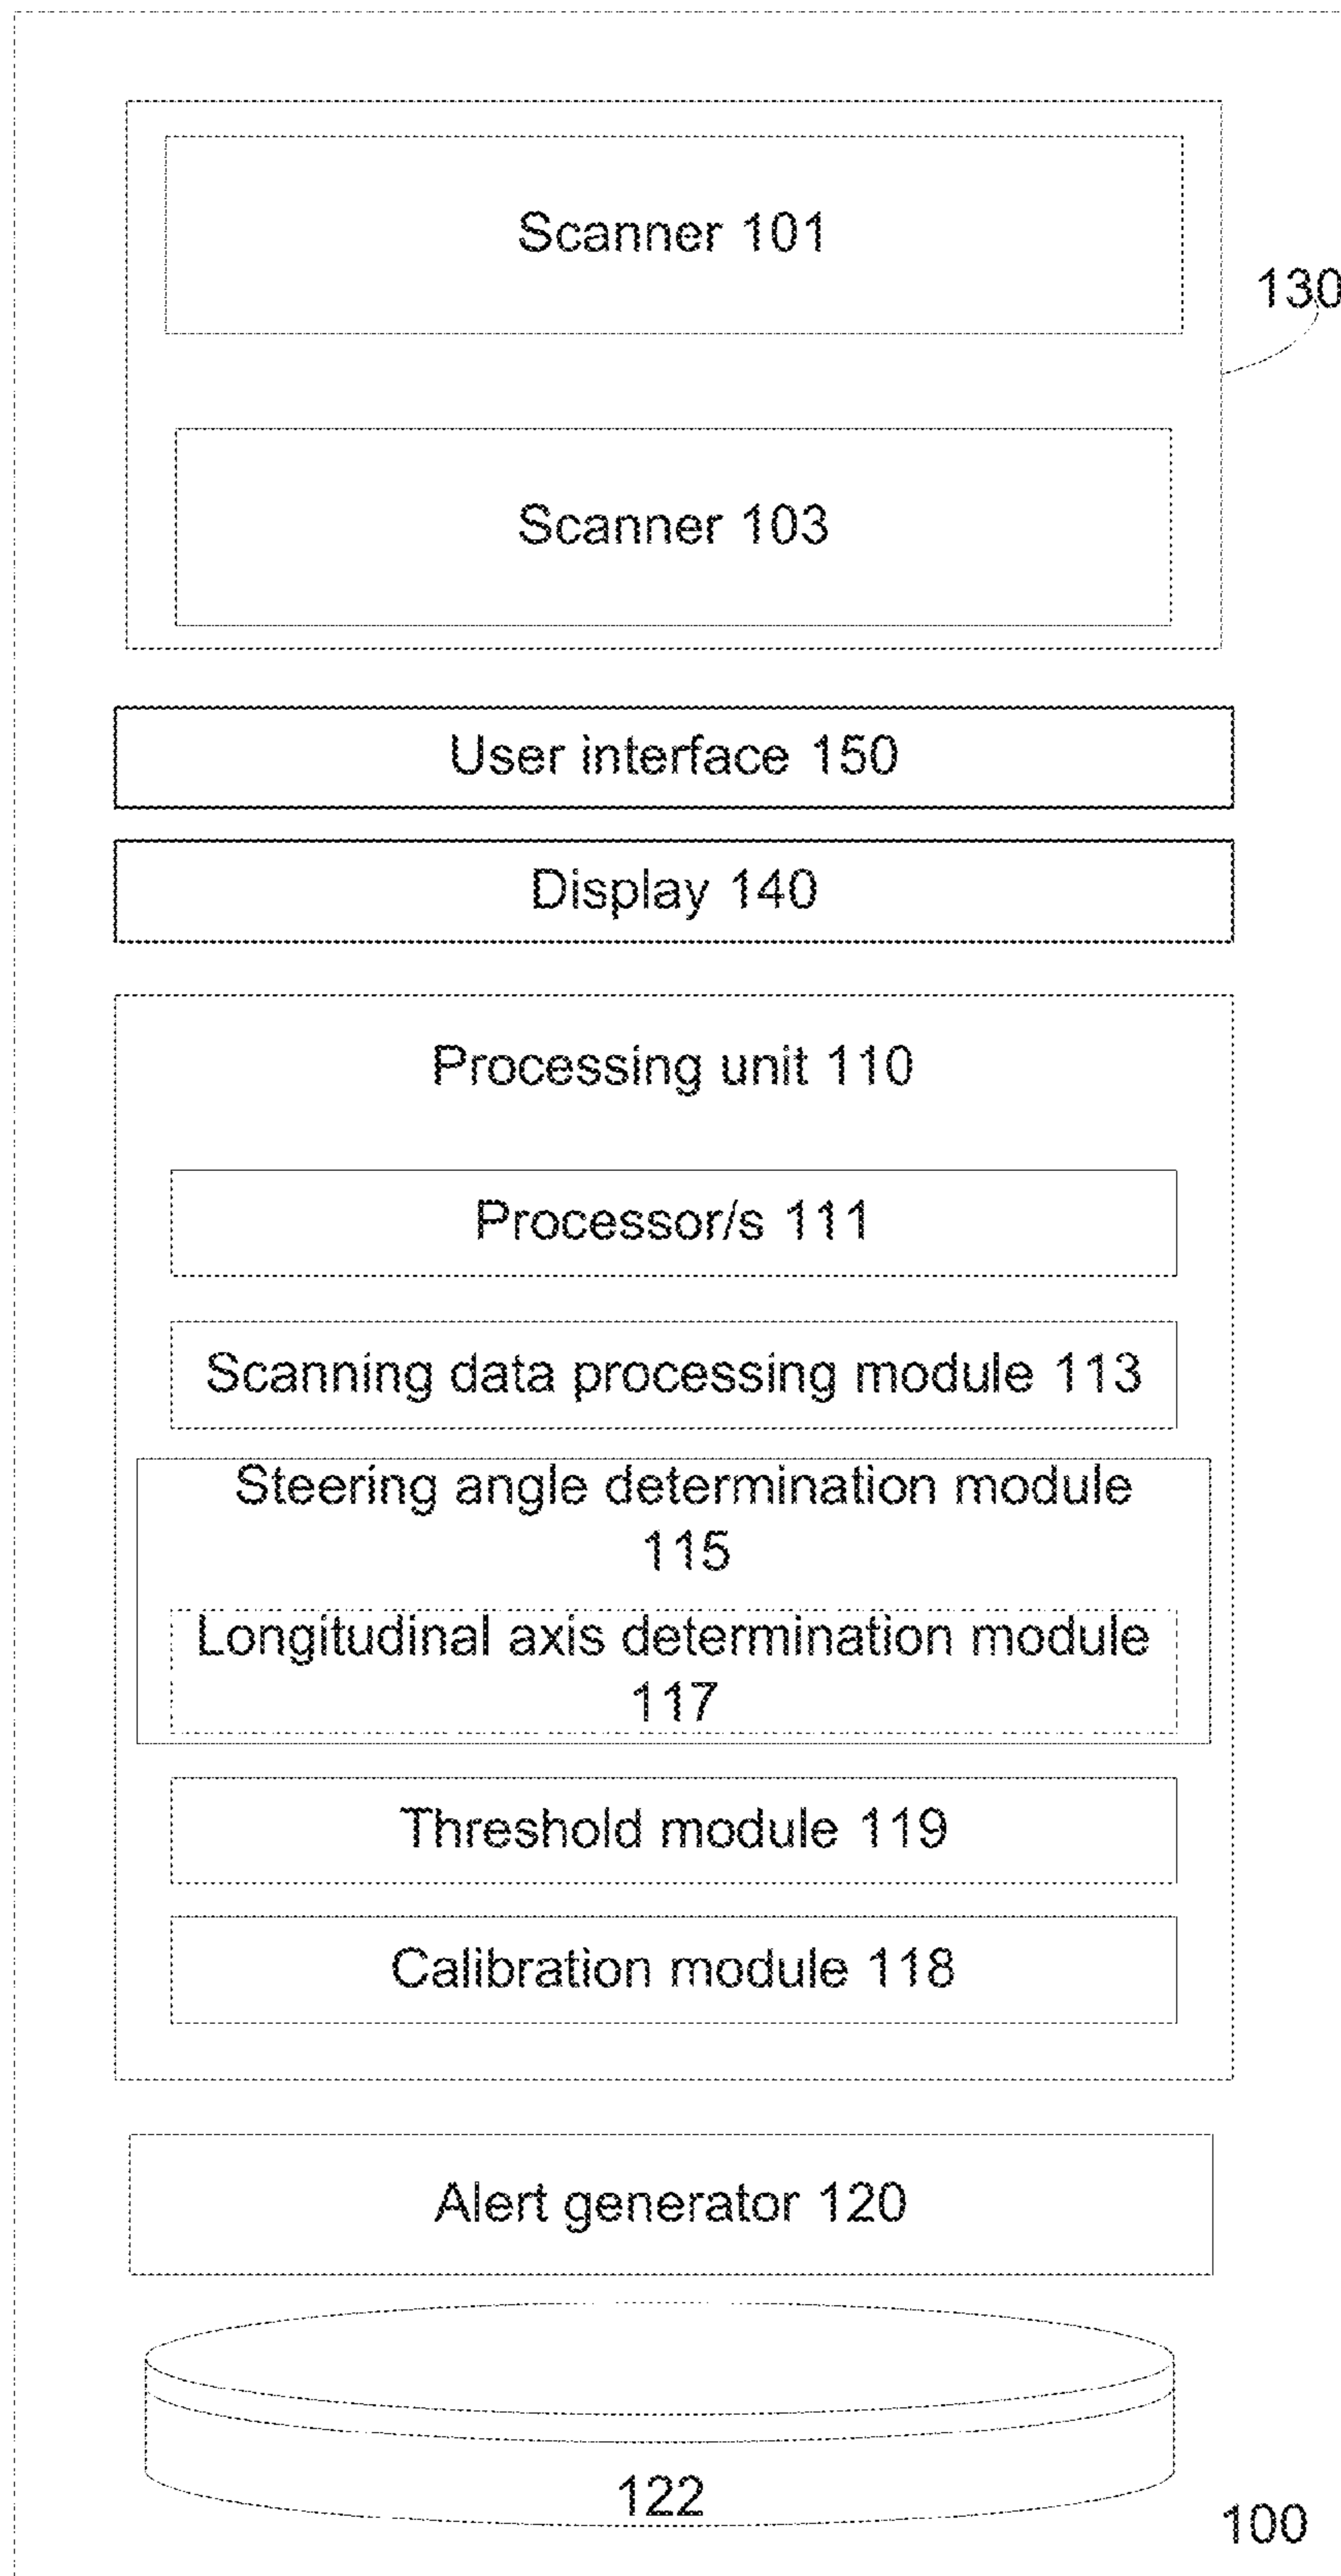 Scanner 101
130
Scanner 103
User interface 150
Display 140
Processing unit 110
Processor/s 111
Scanning data processing module 113
Steering angle determination module
115
Longitudinal axis determination module
117
Threshold module 119
Calibration module 118
Alert generator 120
122
100